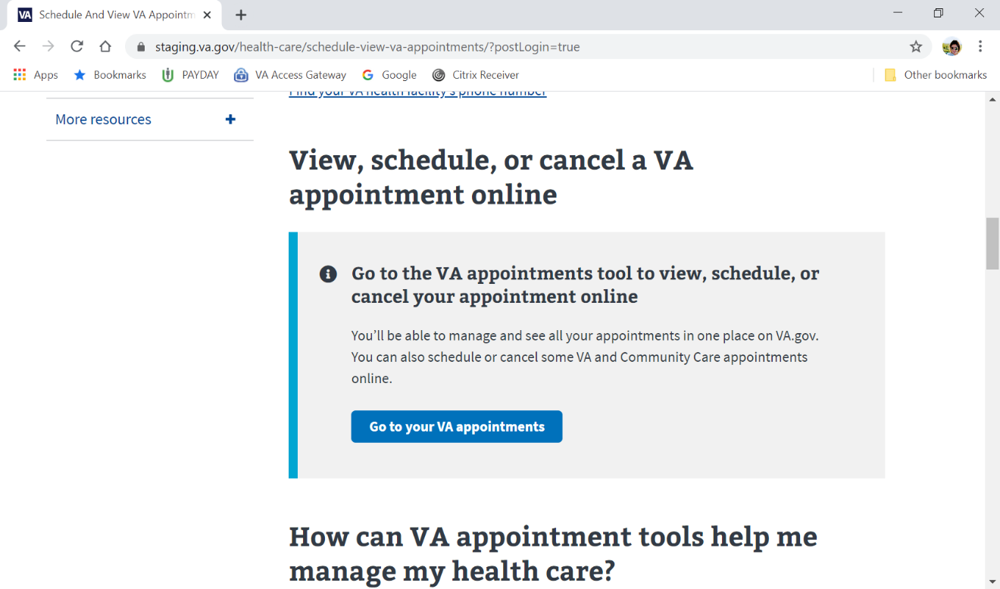 VA Schedule And View VA Appointm
staging.va.gov/health-care/schedule-view-va-appointments/?postLogin=true
Apps Bookmarks PAYDAY VA Access Gateway Google Citrix Receiver Other bookmarks
Find your VA health facility's phone number
More resources
View, schedule, or cancel a VA
appointment online
Go to the VA appointments tool to view, schedule, or
cancel your appointment online
You’ll be able to manage and see all your appointments in one place on VA.gov.
You can also schedule or cancel some VA and Community Care appointments
online.
Go to your VA appointments
How can VA appointment tools help me
manage my health care?